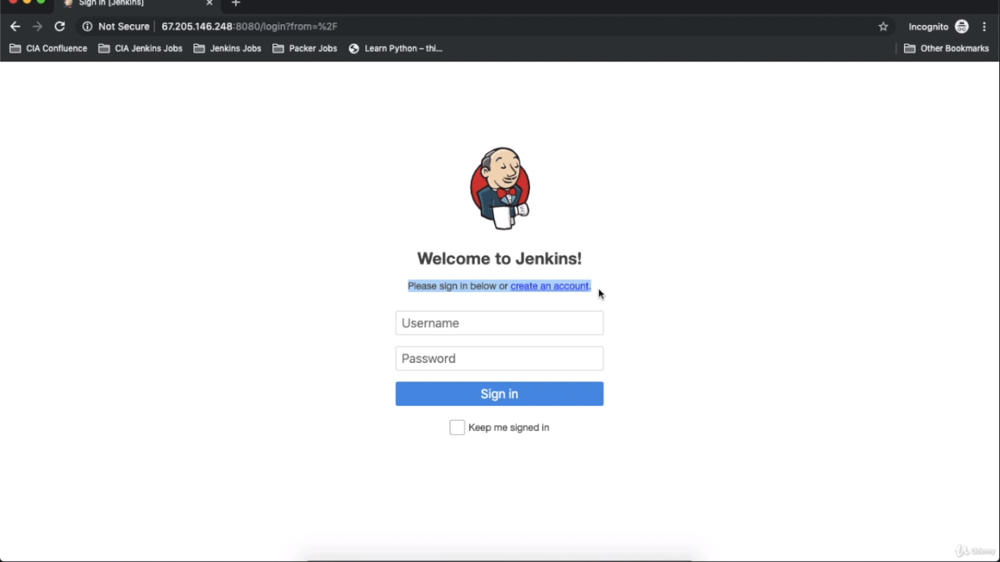 Sign in [Jenkins]
Not Secure 67.205.146.248:8080/login?from=%2F Incognito
CIA Confluence CIA Jenkins Jobs Jenkins Jobs Packer Jobs Learn Python – thi... Other Bookmarks
Welcome to Jenkins!
Please sign in below or create an account.
Username
Password
Sign in
Keep me signed in
Udemy